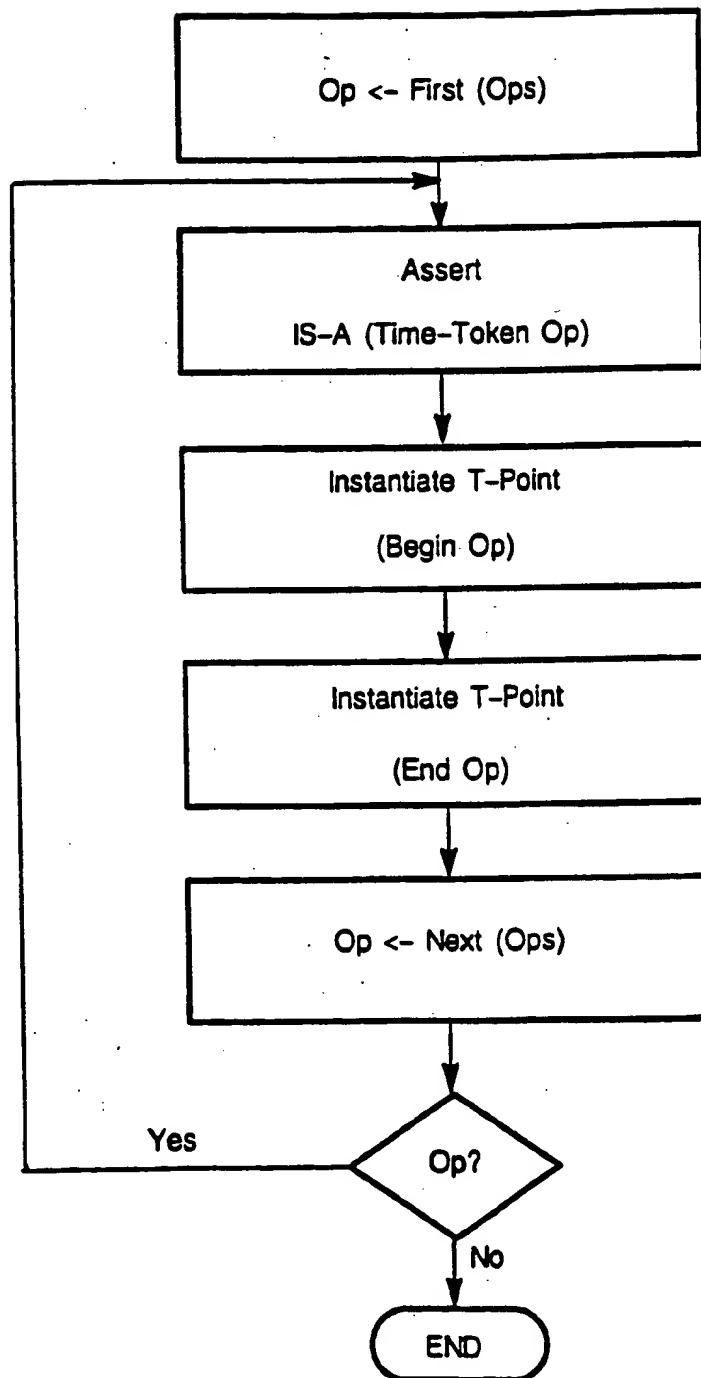 Op <- First (Ops)
Assert
IS-A (Time-Token Op)
Instantiate T-Point
(Begin Op)
Instantiate T-Point
(End Op)
Op <- Next (Ops)
Op?
Yes
No
END